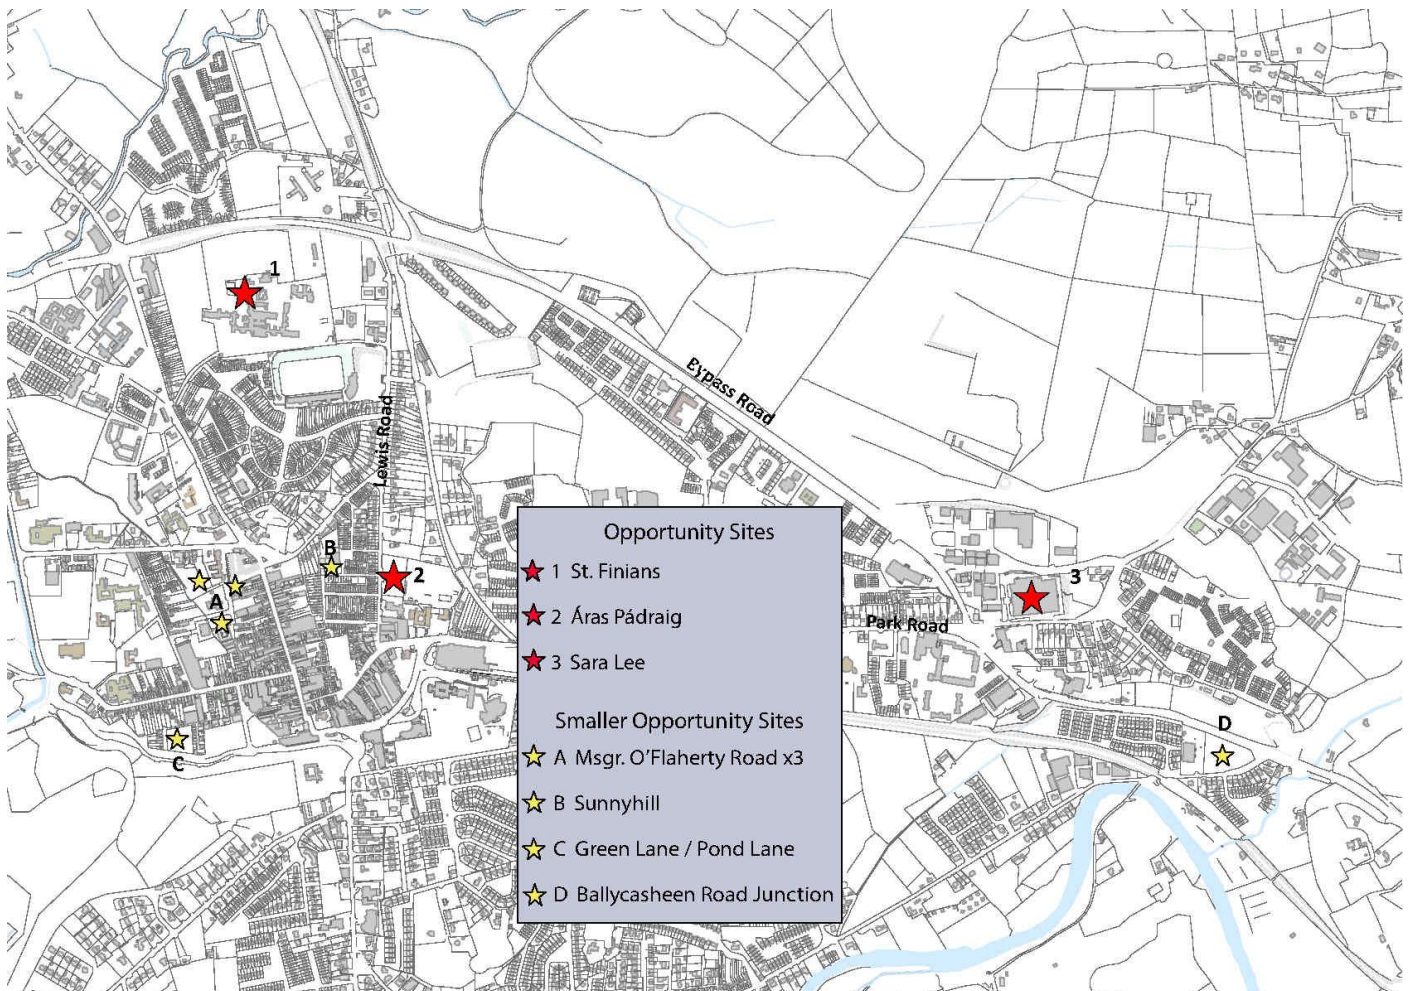 1
Bypass Road
Lewis Road
B
2
A
3
Park Road
C
D
Opportunity Sites
1 St. Finians
2 Áras Pádraig
3 Sara Lee
Smaller Opportunity Sites
A Msgr. O'Flaherty Road x3
B Sunnyhill
C Green Lane / Pond Lane
D Ballycasheen Road Junction